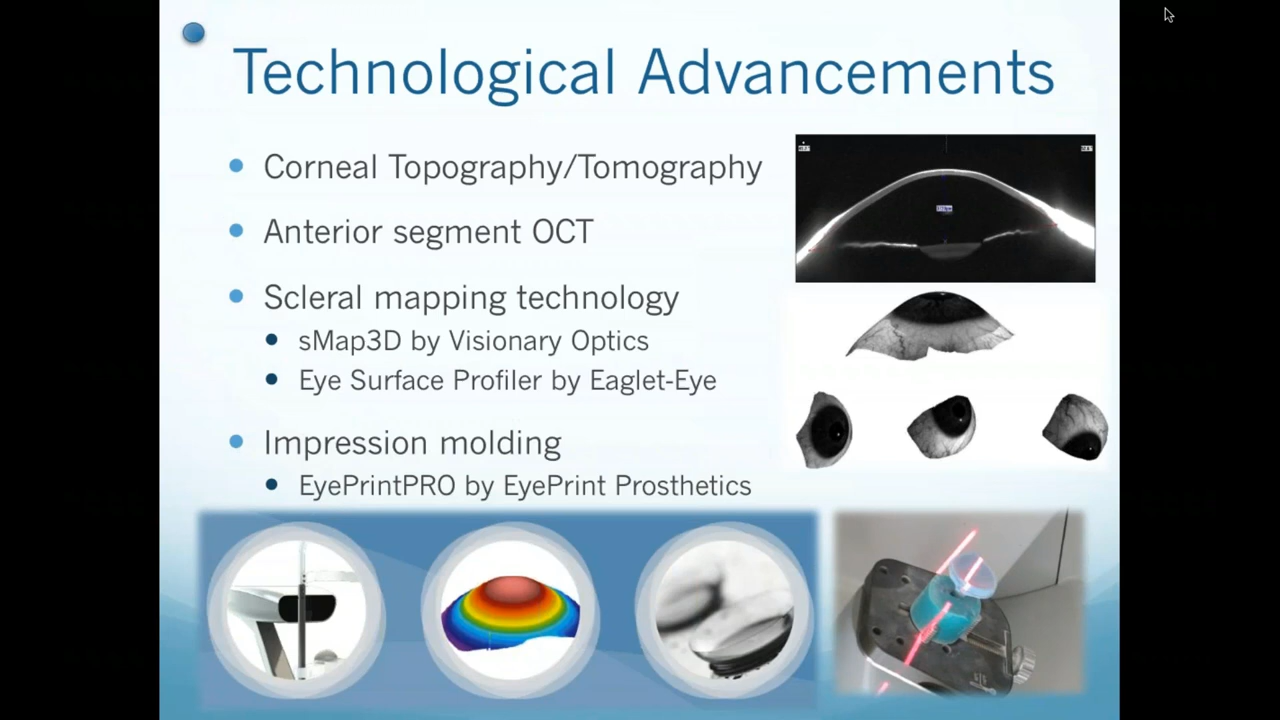 Technological Advancements
Corneal Topography/Tomography
Anterior segment OCT
Scleral mapping technology
sMap3D by Visionary Optics
Eye Surface Profiler by Eaglet-Eye
Impression molding
EyePrintPRO by EyePrint Prosthetics